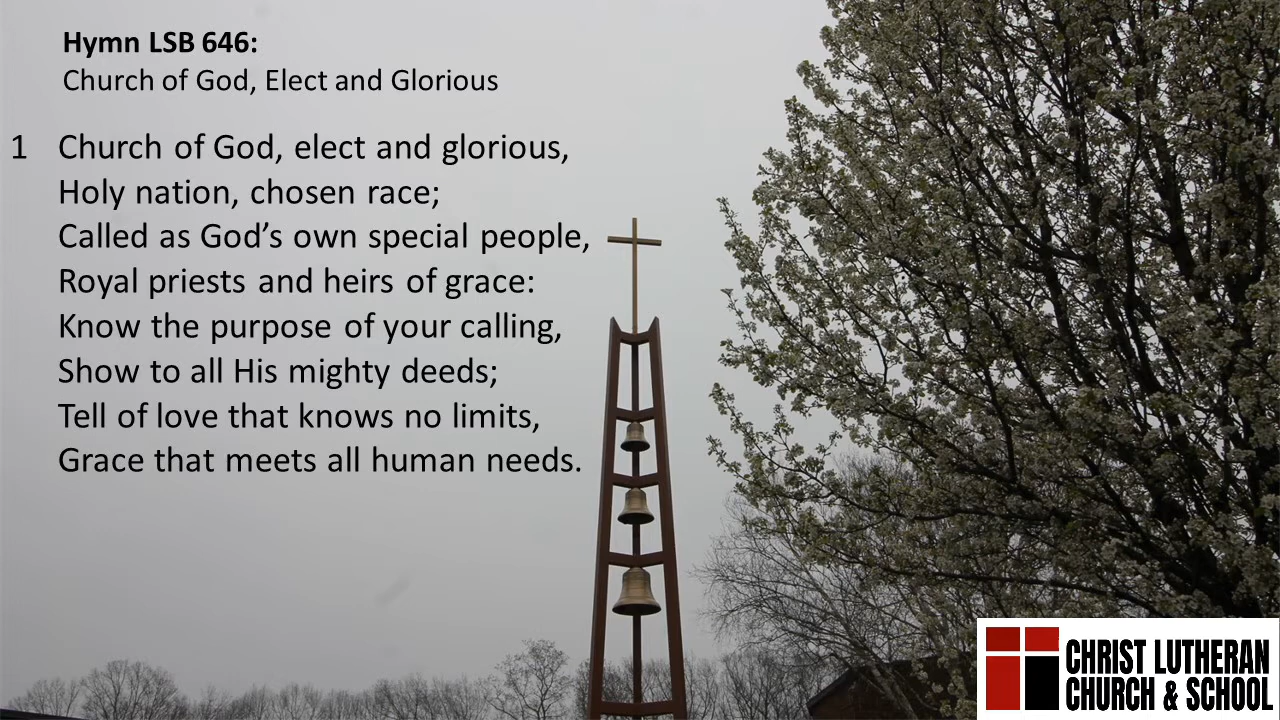 Hymn LSB 646:
Church of God, Elect and Glorious
1 Church of God, elect and glorious,
Holy nation, chosen race;
Called as God’s own special people,
Royal priests and heirs of grace:
Know the purpose of your calling,
Show to all His mighty deeds;
Tell of love that knows no limits,
Grace that meets all human needs.
CHRIST LUTHERAN
CHURCH & SCHOOL